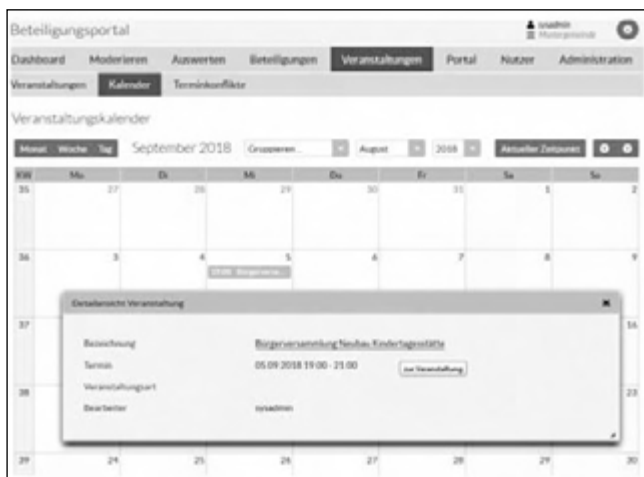 Beteiligungsportal
sysadmin
Mustergemeinde
Dashboard Moderieren Auswerten Beteiligungen Veranstaltungen Portal Nutzer Administration
Veranstaltungen Kalender Terminkonflikte
Veranstaltungskalender
Monat Woche Tag September 2018 Gruppieren... August 2018 Aktueller Zeitpunkt
KW Mo Di Mi Do Fr Sa So
35 27 28 29 30 31 1 2
36 3 4 5 6 7 8 9
19:00 Bürgerversa...
Detailansicht Veranstaltung
37 16
Bezeichnung Bürgerversammlung Neubau Kindertagesstätte
Termin 05.09.2018 19:00 - 21:00 zur Veranstaltung
Veranstaltungsart
38 23
Bearbeiter sysadmin
39 24 25 26 27 28 29 30